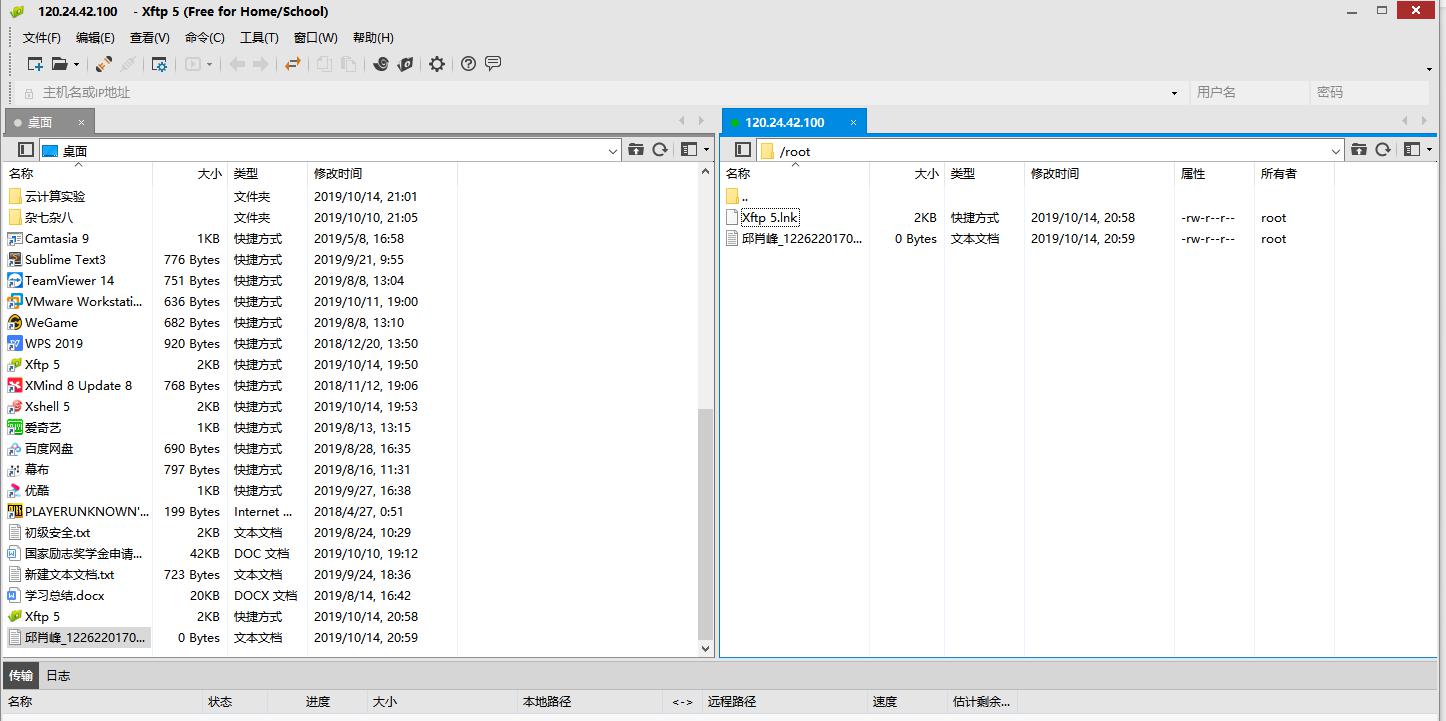 120.24.42.100 - Xftp 5 (Free for Home/School)
文件(F) 编辑(E) 查看(V) 命令(C) 工具(T) 窗口(W) 帮助(H)
主机名或IP地址 用户名 密码
桌面 × 120.24.42.100 ×
桌面 /root
名称 大小 类型 修改时间 名称 大小 类型 修改时间 属性 所有者
云计算实验 文件夹 2019/10/14, 21:01 ..
杂七杂八 文件夹 2019/10/10, 21:05 Xftp 5.lnk 2KB 快捷方式 2019/10/14, 20:58 -rw-r--r-- root
Camtasia 9 1KB 快捷方式 2019/5/8, 16:58 邱肖峰_1226220170... 0 Bytes 文本文档 2019/10/14, 20:59 -rw-r--r-- root
Sublime Text3 776 Bytes 快捷方式 2019/9/21, 9:55
TeamViewer 14 751 Bytes 快捷方式 2019/8/8, 13:04
VMware Workstati... 636 Bytes 快捷方式 2019/10/11, 19:00
WeGame 682 Bytes 快捷方式 2019/8/8, 13:10
WPS 2019 920 Bytes 快捷方式 2018/12/20, 13:50
Xftp 5 2KB 快捷方式 2019/10/14, 19:50
XMind 8 Update 8 768 Bytes 快捷方式 2018/11/12, 19:06
Xshell 5 2KB 快捷方式 2019/10/14, 19:53
爱奇艺 1KB 快捷方式 2019/8/13, 13:15
百度网盘 690 Bytes 快捷方式 2019/8/28, 16:35
幕布 797 Bytes 快捷方式 2019/8/16, 11:31
优酷 1KB 快捷方式 2019/9/27, 16:38
PLAYERUNKNOWN'... 199 Bytes Internet ... 2018/4/27, 0:51
初级安全.txt 2KB 文本文档 2019/8/24, 10:29
国家励志奖学金申请... 42KB DOC 文档 2019/10/10, 19:12
新建文本文档.txt 723 Bytes 文本文档 2019/9/24, 18:36
学习总结.docx 20KB DOCX 文档 2019/8/14, 16:42
Xftp 5 2KB 快捷方式 2019/10/14, 20:58
邱肖峰_1226220170... 0 Bytes 文本文档 2019/10/14, 20:59
传输 日志
名称 状态 进度 大小 本地路径 <-> 远程路径 速度 估计剩余...